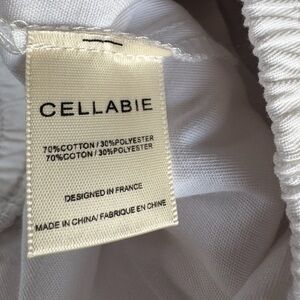 CELLABIE
70%COTTON / 30%POLYESTER
70%COTON / 30%POLYESTER
DESIGNED IN FRANCE
MADE IN CHINA/ FABRIQUE EN CHINE